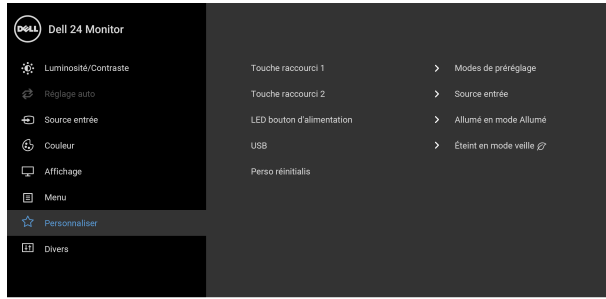 DELL Dell 24 Monitor
Luminosité/Contraste
Réglage auto
Source entrée
Couleur
Affichage
Menu
Personnaliser
Divers
Touche raccourci 1 > Modes de préréglage
Touche raccourci 2 > Source entrée
LED bouton d'alimentation > Allumé en mode Allumé
USB > Éteint en mode veille
Perso réinitialis